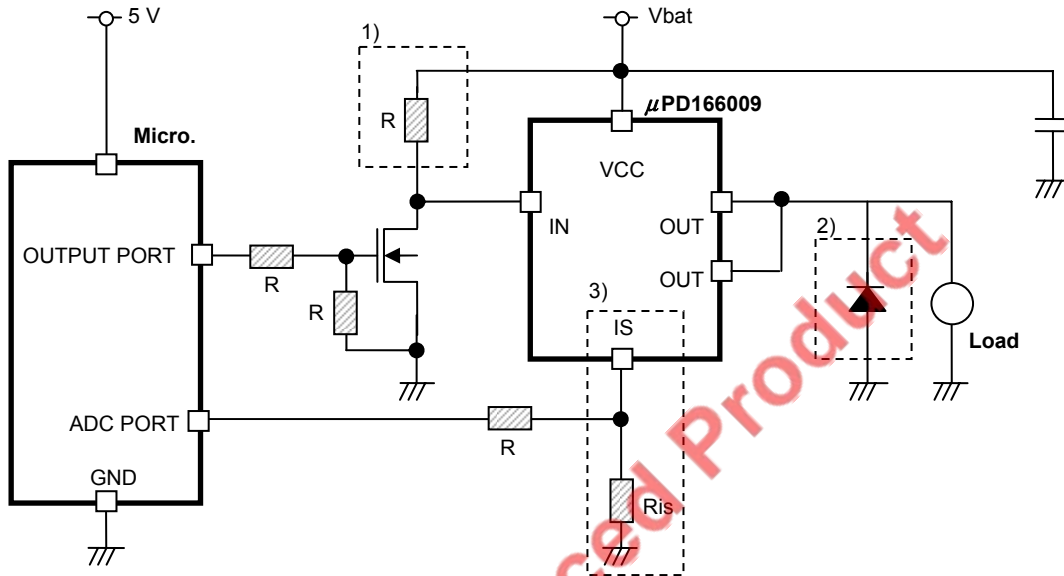 5 V
Vbat
1)
R
μPD166009
Micro.
VCC
IN
OUT
OUTPUT PORT
R
2)
OUT
R
3)
IS
Load
ADC PORT
R
GND
Ris
ced Product